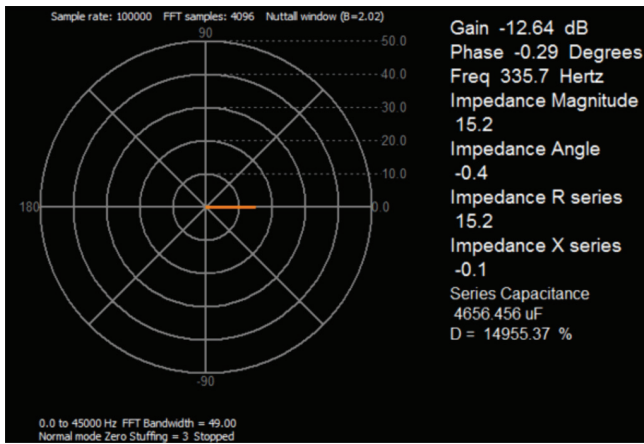 Sample rate: 100000 FFT samples: 4096 Nuttall window (B=2.02)
90
50.0
40.0
30.0
20.0
10.0
180
0.0
-90
0.0 to 45000 Hz FFT Bandwidth = 49.00
Normal mode Zero Stuffing = 3 Stopped
Gain -12.64 dB
Phase -0.29 Degrees
Freq 335.7 Hertz
Impedance Magnitude
15.2
Impedance Angle
-0.4
Impedance R series
15.2
Impedance X series
-0.1
Series Capacitance
4656.456 uF
D = 14955.37 %